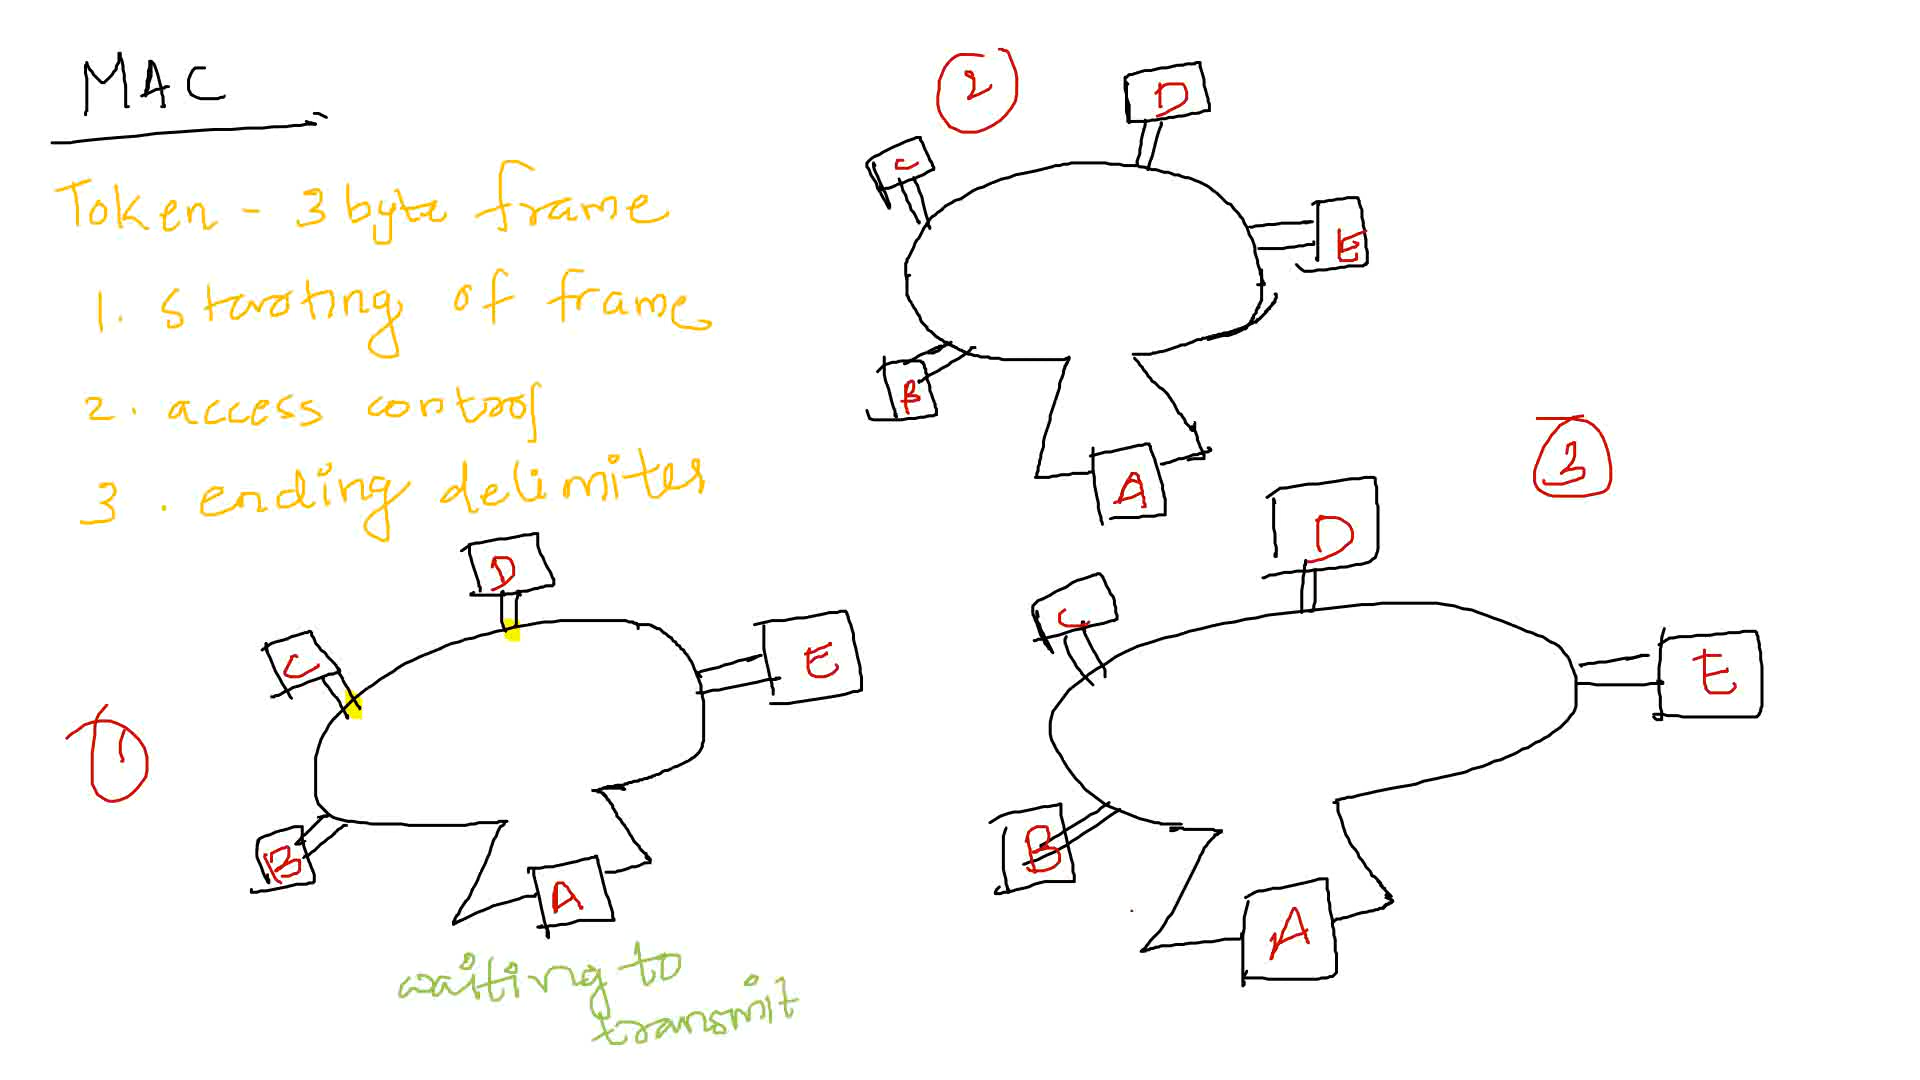 MAC
Token - 3 byte frame
1. starting of frame
2. access control
3. ending delimiter
2
D
C
E
B
A
3
D
C
E
B
A
1
D
C
E
B
A
waiting to
transmit